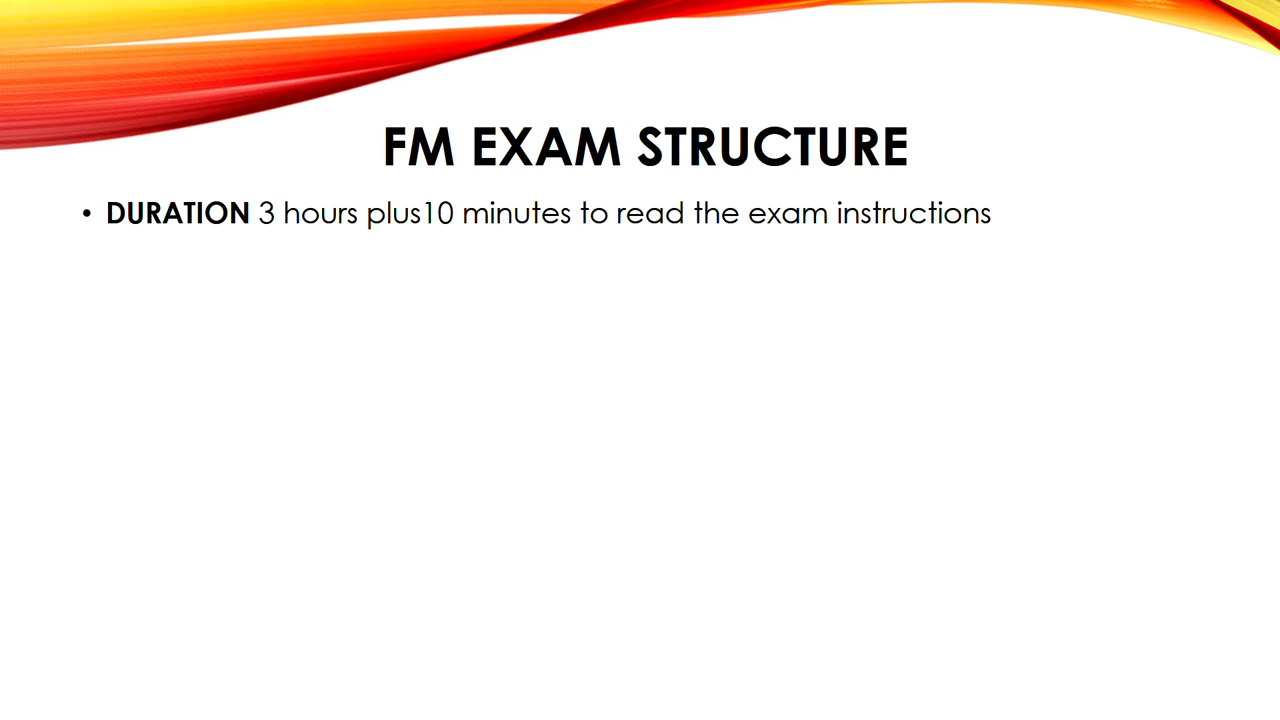 FM EXAM STRUCTURE
• DURATION 3 hours plus10 minutes to read the exam instructions